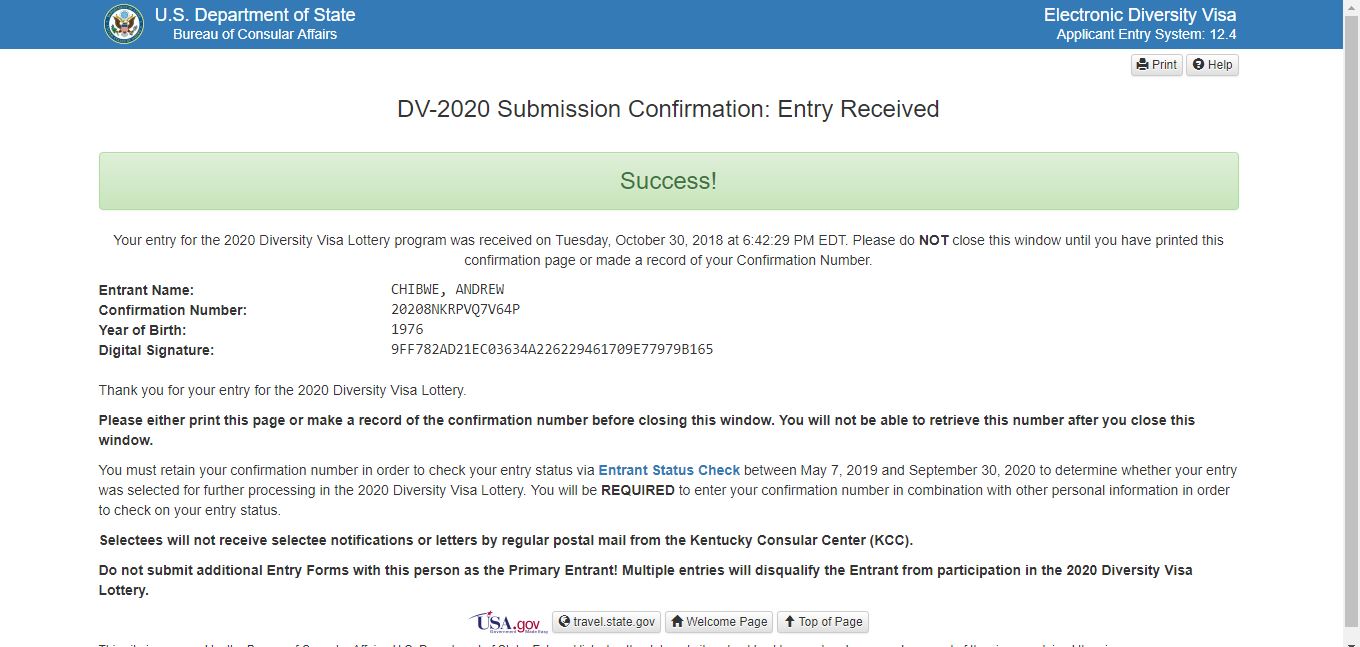 U.S. Department of State
Bureau of Consular Affairs
Electronic Diversity Visa
Applicant Entry System: 12.4
Print
Help
DV-2020 Submission Confirmation: Entry Received
Success!
Your entry for the 2020 Diversity Visa Lottery program was received on Tuesday, October 30, 2018 at 6:42:29 PM EDT. Please do NOT close this window until you have printed this
confirmation page or made a record of your Confirmation Number.
Entrant Name: CHIBWE, ANDREW
Confirmation Number: 20208NKRPVQ7V64P
Year of Birth: 1976
Digital Signature: 9FF782AD21EC03634A226229461709E77979B165
Thank you for your entry for the 2020 Diversity Visa Lottery.
Please either print this page or make a record of the confirmation number before closing this window. You will not be able to retrieve this number after you close this
window.
You must retain your confirmation number in order to check your entry status via Entrant Status Check between May 7, 2019 and September 30, 2020 to determine whether your entry
was selected for further processing in the 2020 Diversity Visa Lottery. You will be REQUIRED to enter your confirmation number in combination with other personal information in order
to check on your entry status.
Selectees will not receive selectee notifications or letters by regular postal mail from the Kentucky Consular Center (KCC).
Do not submit additional Entry Forms with this person as the Primary Entrant! Multiple entries will disqualify the Entrant from participation in the 2020 Diversity Visa
Lottery.
USA.gov
Government Made Easy
travel.state.gov
Welcome Page
Top of Page